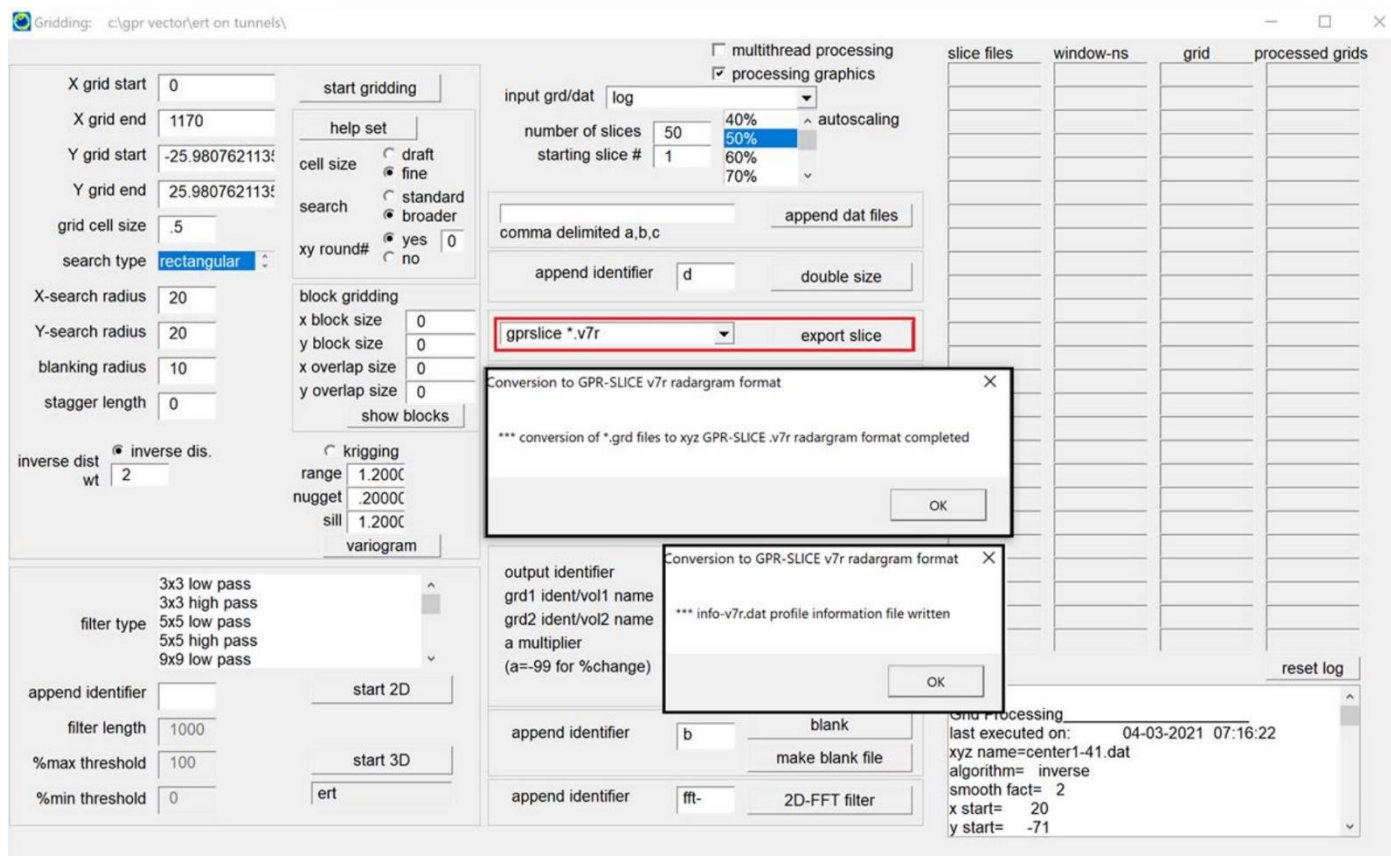 Gridding: c:\gpr vector\ert on tunnels\
X grid start 0
X grid end 1170
Y grid start -25.980762113
Y grid end 25.980762113
grid cell size .5
search type rectangular
X-search radius 20
Y-search radius 20
blanking radius 10
stagger length 0
start gridding
help set
cell size draft
fine
search standard
broader
xy round# yes 0
no
block gridding
x block size 0
y block size 0
x overlap size 0
y overlap size 0
show blocks
inverse dist
wt 2
inverse dis.
krigging
range 1.2000
nugget .20000
sill 1.2000
variogram
filter type
3x3 low pass
3x3 high pass
5x5 low pass
5x5 high pass
9x9 low pass
append identifier
filter length 1000
%max threshold 100
%min threshold 0
start 2D
start 3D
ert
multithread processing
processing graphics
input grd/dat log
number of slices 50
starting slice # 1
40%
50%
60%
70%
autoscaling
append dat files
comma delimited a,b,c
append identifier d double size
gprslice *.v7r export slice
Conversion to GPR-SLICE v7r radargram format
*** conversion of *.grd files to xyz GPR-SLICE .v7r radargram format completed
OK
Conversion to GPR-SLICE v7r radargram format
*** info-v7r.dat profile information file written
OK
output identifier
grd1 ident/vol1 name
grd2 ident/vol2 name
a multiplier
(a=-99 for %change)
append identifier b blank
make blank file
append identifier fft- 2D-FFT filter
slice files window-ns grid processed grids
reset log
Grid Processing
last executed on: 04-03-2021 07:16:22
xyz name=center1-41.dat
algorithm= inverse
smooth fact= 2
x start= 20
y start= -71